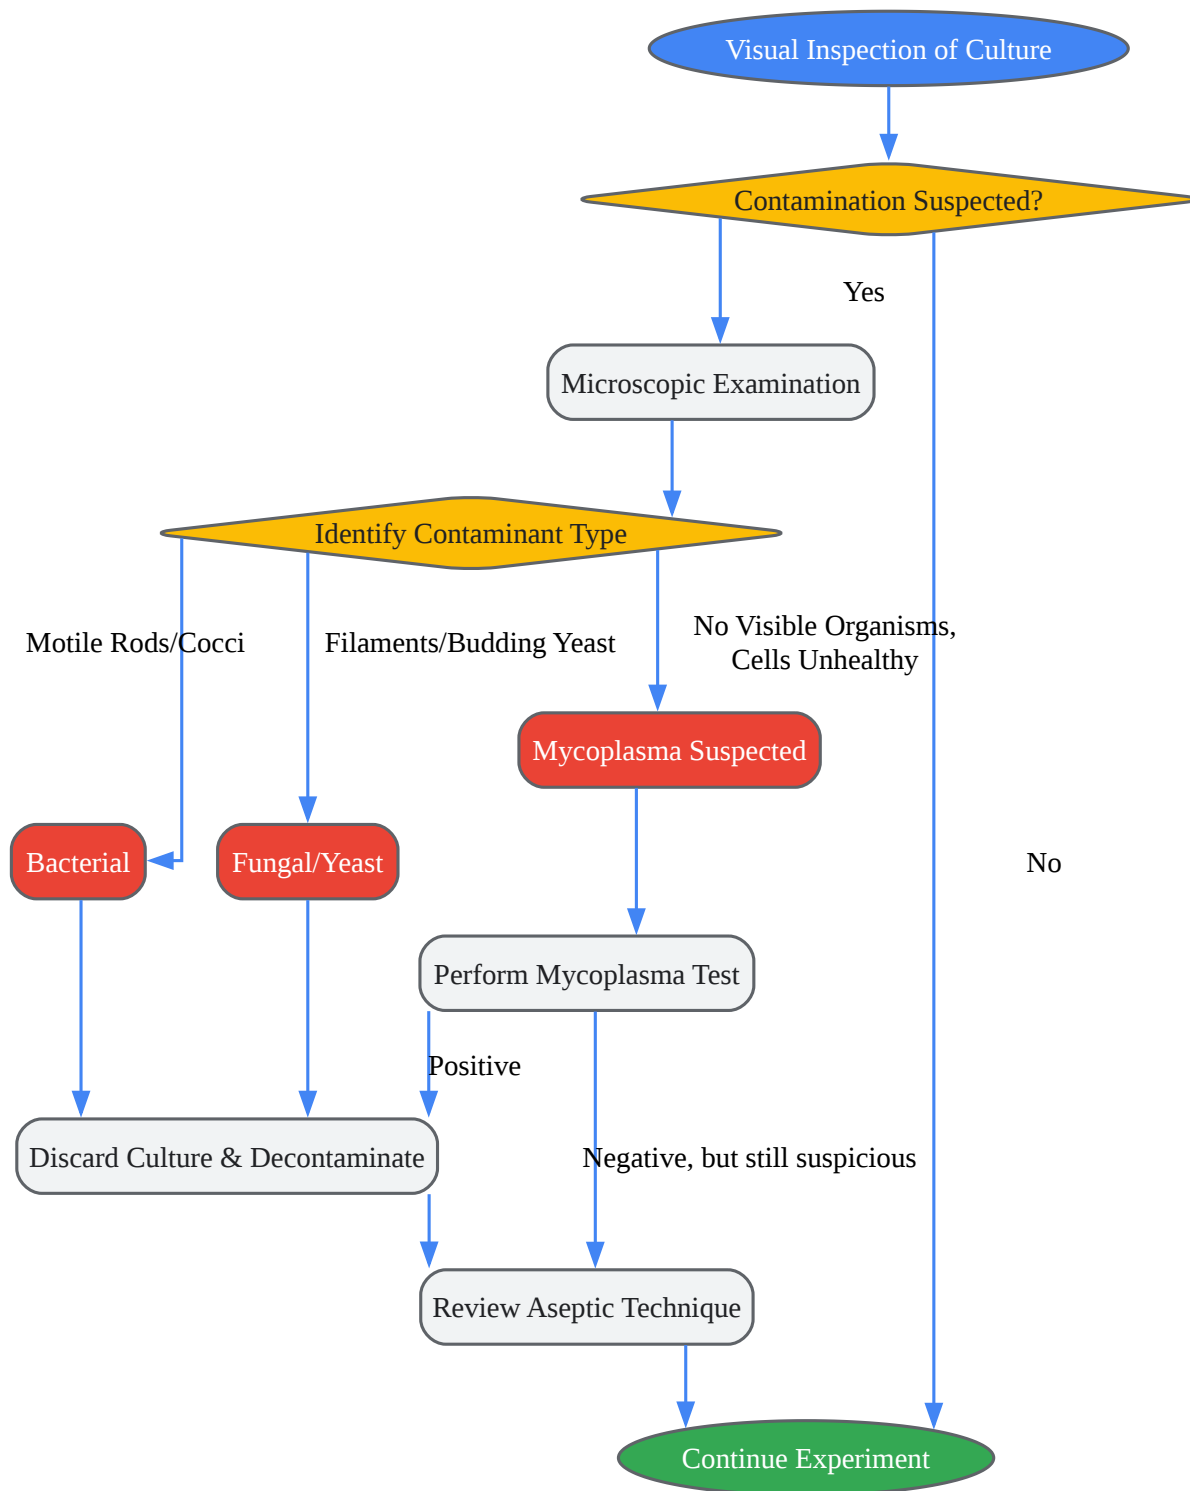 Visual Inspection of Culture
Contamination Suspected?
Yes
Microscopic Examination
Identify Contaminant Type
Motile Rods/Cocci
Filaments/Budding Yeast
No Visible Organisms,
Cells Unhealthy
Mycoplasma Suspected
Bacterial
Fungal/Yeast
No
Perform Mycoplasma Test
Positive
Discard Culture & Decontaminate
Negative, but still suspicious
Review Aseptic Technique
Continue Experiment